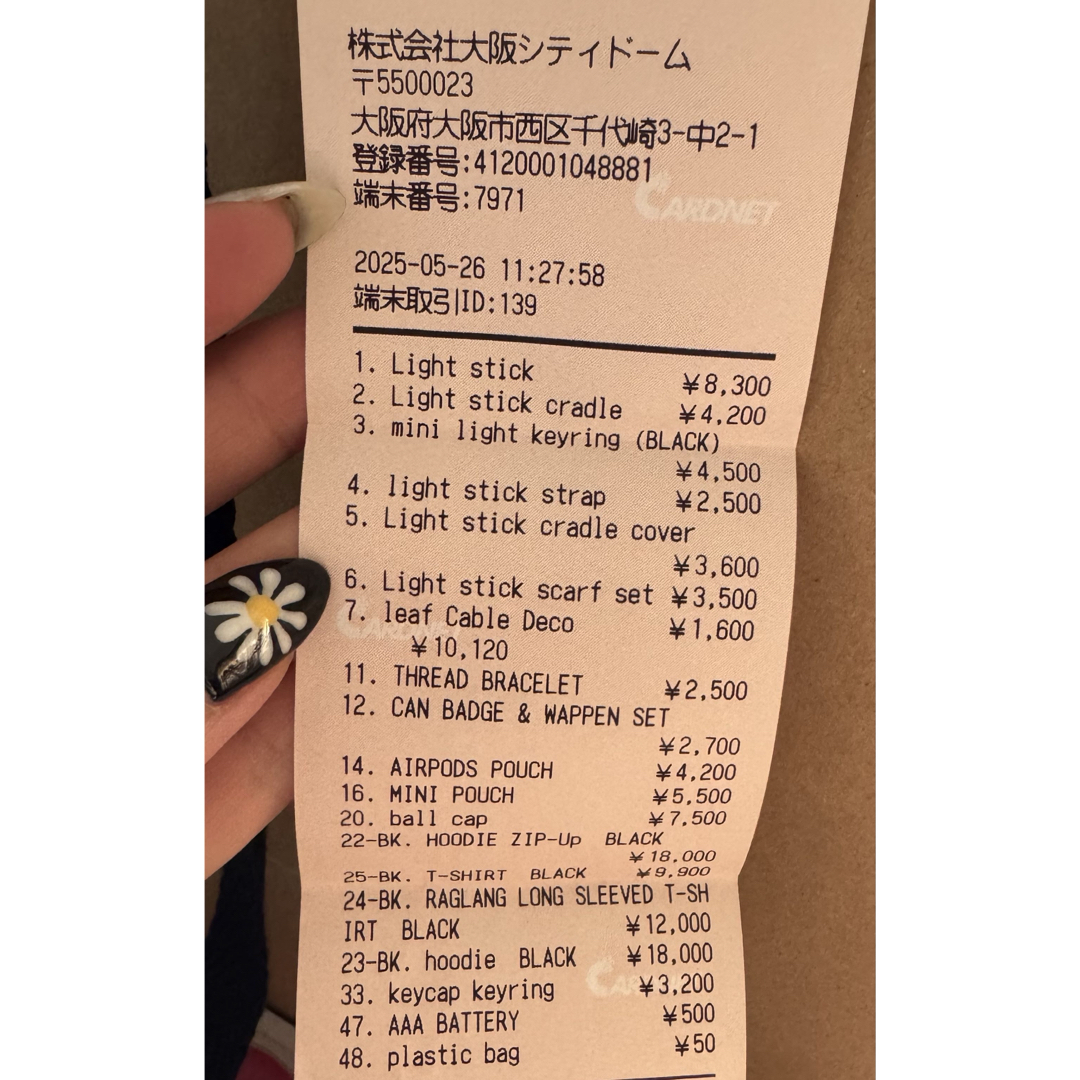 株式会社大阪シティドーム
〒5500023
大阪府大阪市西区千代崎3-中2-1
登録番号:4120001048881
端末番号:7971
CARDNET
2025-05-26 11:27:58
端末取引ID:139
1. Light stick ¥8,300
2. Light stick cradle ¥4,200
3. mini light keyring (BLACK)
¥4,500
4. light stick strap ¥2,500
5. Light stick cradle cover
¥3,600
6. Light stick scarf set ¥3,500
7. leaf Cable Deco ¥1,600
CARDNET
¥10,120
11. THREAD BRACELET ¥2,500
12. CAN BADGE & WAPPEN SET
¥2,700
14. AIRPODS POUCH ¥4,200
16. MINI POUCH ¥5,500
20. ball cap ¥7,500
22-BK. HOODIE ZIP-Up BLACK
¥18,000
25-BK. T-SHIRT BLACK ¥9,900
24-BK. RAGLANG LONG SLEEVED T-SH
IRT BLACK ¥12,000
23-BK. hoodie BLACK ¥18,000
33. keycap keyring ¥3,200
47. AAA BATTERY ¥500
48. plastic bag ¥50